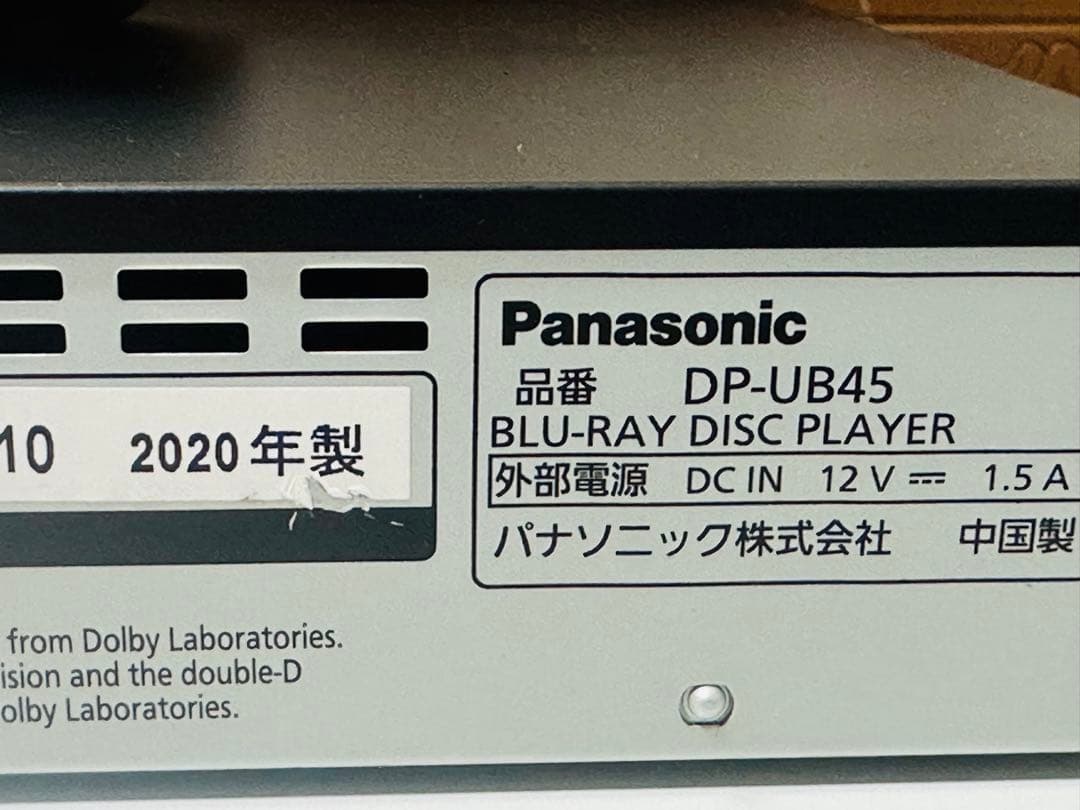 Panasonic
品番 DP-UB45
BLU-RAY DISC PLAYER
外部電源 DC IN 12 V ⎓ 1.5 A
パナソニック株式会社 中国製
10 2020年製
from Dolby Laboratories.
ision and the double-D
olby Laboratories.